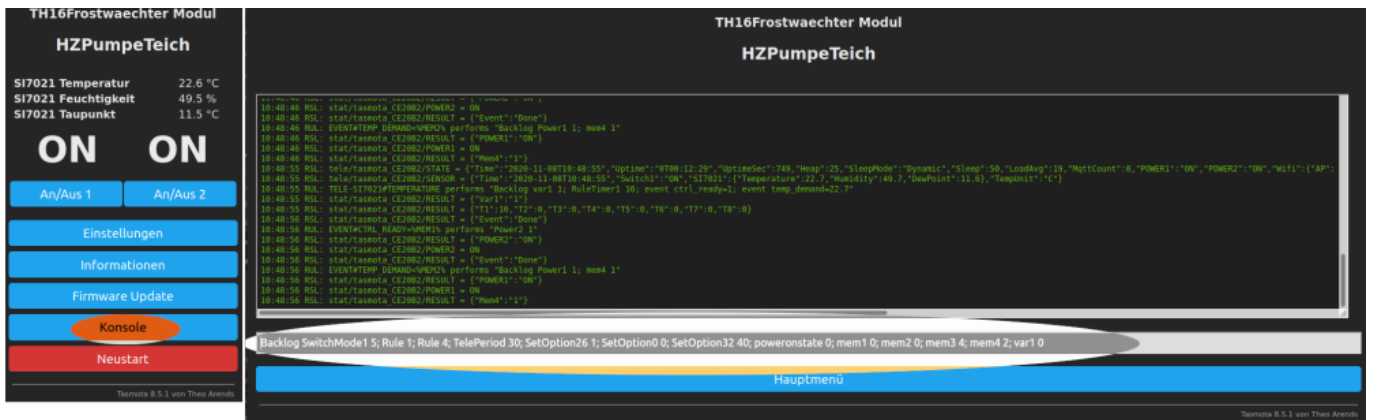 TH16Frostwaechter Modul
HZPumpeTeich
SI7021 Temperatur 22.6 °C
SI7021 Feuchtigkeit 49.5 %
SI7021 Taupunkt 11.5 °C
ON ON
An/Aus 1 An/Aus 2
Einstellungen
Informationen
Firmware Update
Konsole
Neustart
Tasmota 8.5.1 von Theo Arends
TH16Frostwaechter Modul
HZPumpeTeich
10:48:46 RSL: stat/tasmota_CE20B2/POWER2 = ON
10:48:46 RSL: stat/tasmota_CE20B2/RESULT = {"Event":"Done"}
10:48:46 RUL: EVENT#TEMP_DEMAND<%MEM2% performs "Backlog Power1 1; mem4 1"
10:48:46 RSL: stat/tasmota_CE20B2/RESULT = {"POWER1":"ON"}
10:48:46 RSL: stat/tasmota_CE20B2/POWER1 = ON
10:48:46 RSL: stat/tasmota_CE20B2/RESULT = {"Mem4":"1"}
10:48:55 RSL: tele/tasmota_CE20B2/STATE = {"Time":"2020-11-08T10:48:55","Uptime":"0T00:12:29","UptimeSec":749,"Heap":25,"SleepMode":"Dynamic","Sleep":50,"LoadAvg":19,"MqttCount":0,"POWER1":"ON","POWER2":"ON","Wifi":{"AP":
10:48:55 RSL: tele/tasmota_CE20B2/SENSOR = {"Time":"2020-11-08T10:48:55","Switch1":"ON","SI7021":{"Temperature":22.7,"Humidity":49.7,"DewPoint":11.6},"TempUnit":"C"}
10:48:55 RUL: TELE-SI7021#TEMPERATURE performs "Backlog var1 1; RuleTimer1 10; event ctrl_ready=1; event temp_demand=22.7"
10:48:55 RSL: stat/tasmota_CE20B2/RESULT = {"Var1":"1"}
10:48:55 RSL: stat/tasmota_CE20B2/RESULT = {"T1":10,"T2":0,"T3":0,"T4":0,"T5":0,"T6":0,"T7":0,"T8":0}
10:48:56 RSL: stat/tasmota_CE20B2/RESULT = {"Event":"Done"}
10:48:56 RUL: EVENT#CTRL_READY=%MEM1% performs "Power2 1"
10:48:56 RSL: stat/tasmota_CE20B2/RESULT = {"POWER2":"ON"}
10:48:56 RSL: stat/tasmota_CE20B2/POWER2 = ON
10:48:56 RSL: stat/tasmota_CE20B2/RESULT = {"Event":"Done"}
10:48:56 RUL: EVENT#TEMP_DEMAND<%MEM2% performs "Backlog Power1 1; mem4 1"
10:48:56 RSL: stat/tasmota_CE20B2/RESULT = {"POWER1":"ON"}
10:48:56 RSL: stat/tasmota_CE20B2/POWER1 = ON
10:48:56 RSL: stat/tasmota_CE20B2/RESULT = {"Mem4":"1"}
Backlog SwitchMode1 5; Rule 1; Rule 4; TelePeriod 30; SetOption26 1; SetOption0 0; SetOption32 40; poweronstate 0; mem1 0; mem2 0; mem3 4; mem4 2; var1 0
Hauptmenü
Tasmota 8.5.1 von Theo Arends